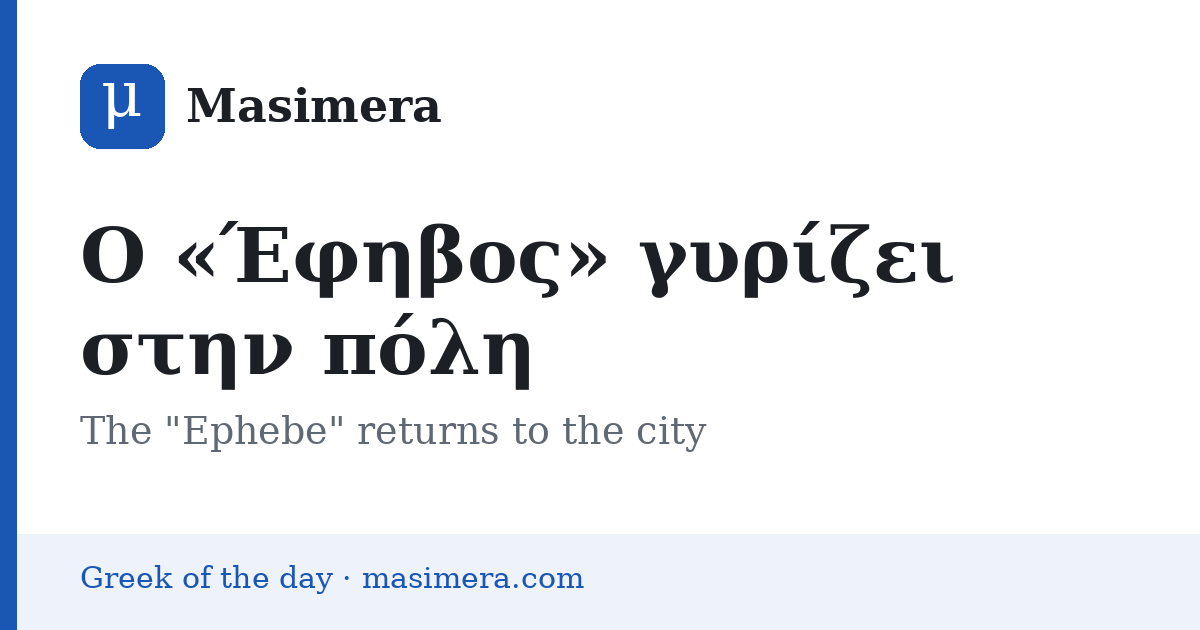 μ Masimera
Ο «Έφηβος» γυρίζει
στην πόλη
The "Ephebe" returns to the city
Greek of the day · masimera.com